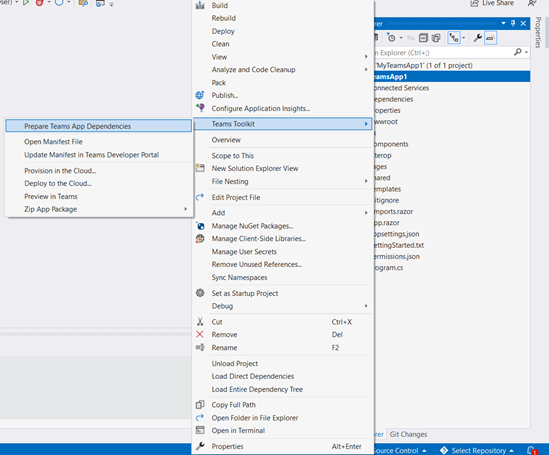 ser)
Build
Live Share
Rebuild
Deploy
Clean
View
Analyze and Code Cleanup
Pack
Publish...
Configure Application Insights...
Teams Toolkit
Overview
Scope to This
New Solution Explorer View
File Nesting
Edit Project File
Add
Manage NuGet Packages...
Manage Client-Side Libraries...
Manage User Secrets
Remove Unused References...
Sync Namespaces
Set as Startup Project
Debug
Cut Ctrl+X
Remove Del
Rename F2
Unload Project
Load Direct Dependencies
Load Entire Dependency Tree
Copy Full Path
Open Folder in File Explorer
Open in Terminal
Properties Alt+Enter
Prepare Teams App Dependencies
Open Manifest File
Update Manifest in Teams Developer Portal
Provision in the Cloud...
Deploy to the Cloud...
Preview in Teams
Zip App Package
orer
n Explorer (Ctrl+;)
'MyTeamsApp1' (1 of 1 project)
eamsApp1
onnected Services
ependencies
operties
wwroot
omponents
terop
ages
ared
emplates
itignore
mports.razor
pp.razor
ppsettings.json
ettingStarted.txt
ermissions.json
rogram.cs
orer Git Changes
Source Control Select Repository 1
Properties